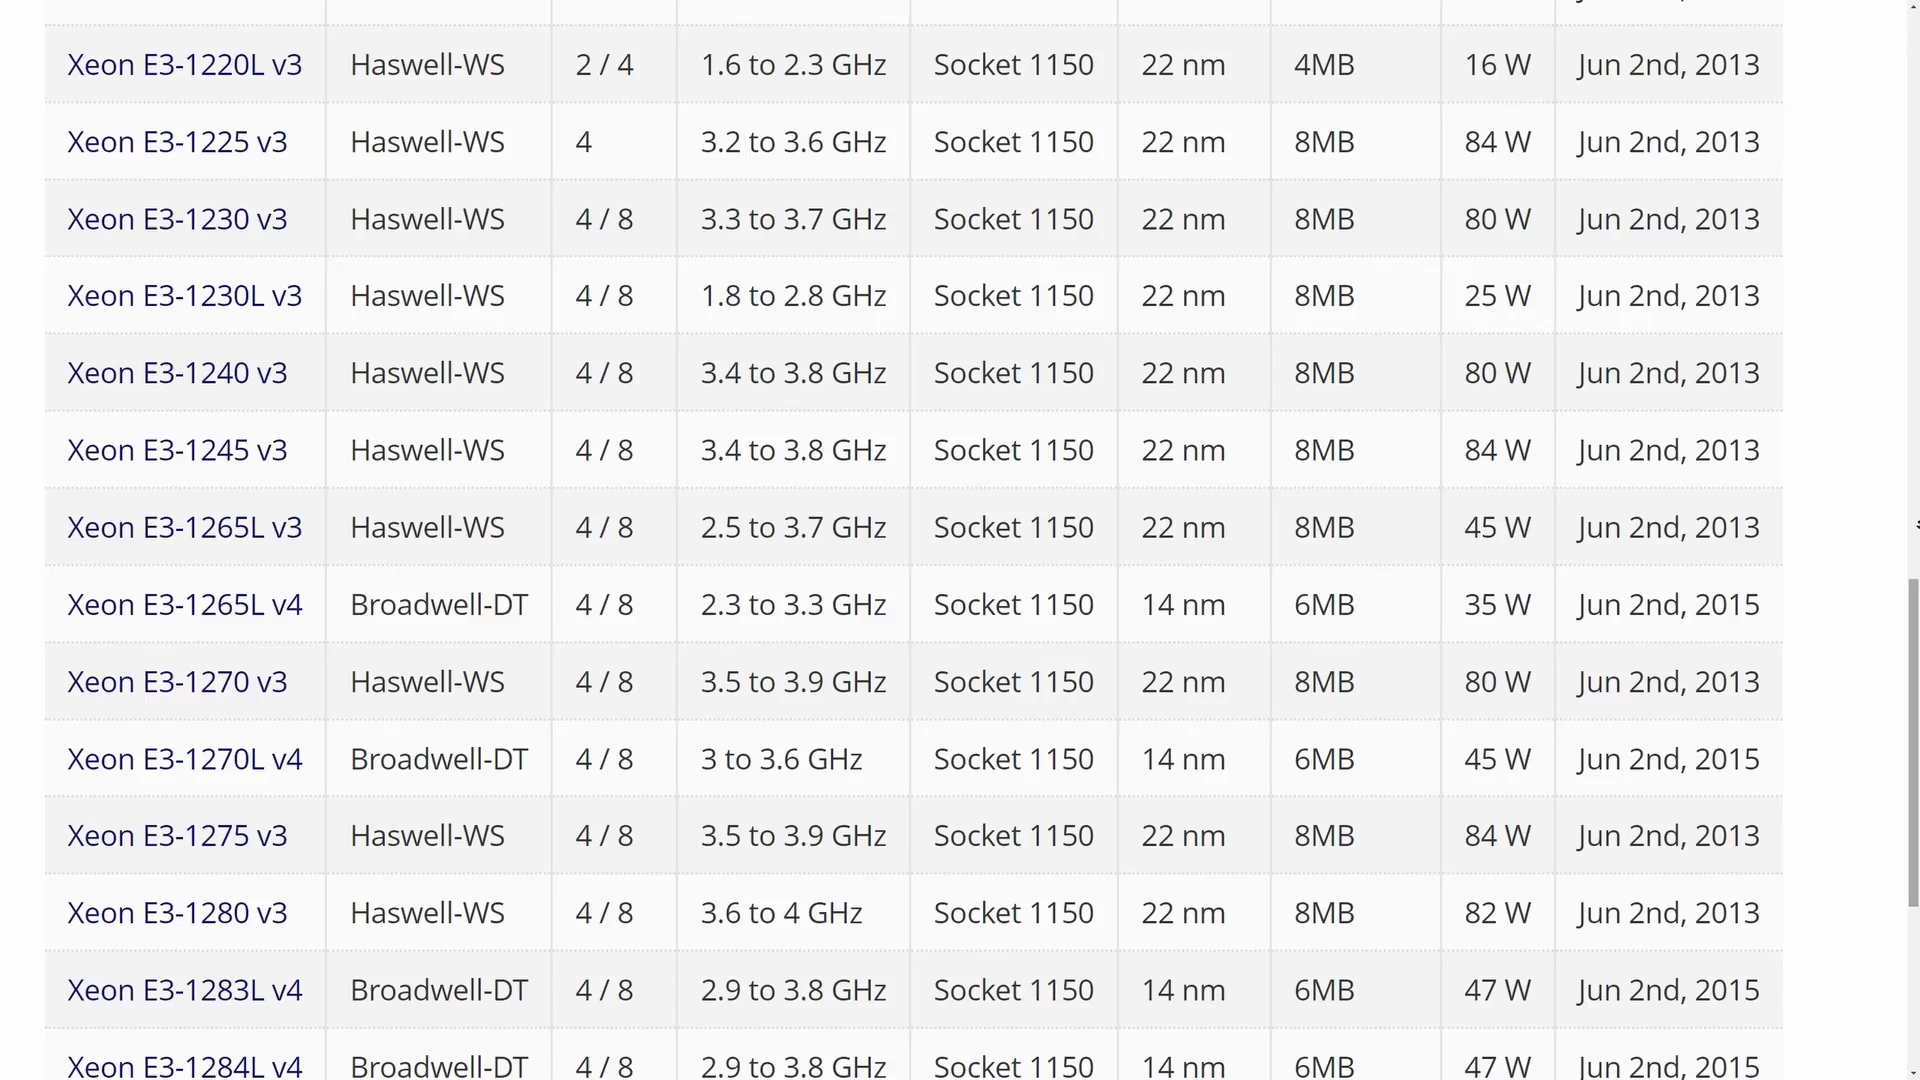 Xeon E3-1220L v3 Haswell-WS 2 / 4 1.6 to 2.3 GHz Socket 1150 22 nm 4MB 16 W Jun 2nd, 2013
Xeon E3-1225 v3 Haswell-WS 4 3.2 to 3.6 GHz Socket 1150 22 nm 8MB 84 W Jun 2nd, 2013
Xeon E3-1230 v3 Haswell-WS 4 / 8 3.3 to 3.7 GHz Socket 1150 22 nm 8MB 80 W Jun 2nd, 2013
Xeon E3-1230L v3 Haswell-WS 4 / 8 1.8 to 2.8 GHz Socket 1150 22 nm 8MB 25 W Jun 2nd, 2013
Xeon E3-1240 v3 Haswell-WS 4 / 8 3.4 to 3.8 GHz Socket 1150 22 nm 8MB 80 W Jun 2nd, 2013
Xeon E3-1245 v3 Haswell-WS 4 / 8 3.4 to 3.8 GHz Socket 1150 22 nm 8MB 84 W Jun 2nd, 2013
Xeon E3-1265L v3 Haswell-WS 4 / 8 2.5 to 3.7 GHz Socket 1150 22 nm 8MB 45 W Jun 2nd, 2013
Xeon E3-1265L v4 Broadwell-DT 4 / 8 2.3 to 3.3 GHz Socket 1150 14 nm 6MB 35 W Jun 2nd, 2015
Xeon E3-1270 v3 Haswell-WS 4 / 8 3.5 to 3.9 GHz Socket 1150 22 nm 8MB 80 W Jun 2nd, 2013
Xeon E3-1270L v4 Broadwell-DT 4 / 8 3 to 3.6 GHz Socket 1150 14 nm 6MB 45 W Jun 2nd, 2015
Xeon E3-1275 v3 Haswell-WS 4 / 8 3.5 to 3.9 GHz Socket 1150 22 nm 8MB 84 W Jun 2nd, 2013
Xeon E3-1280 v3 Haswell-WS 4 / 8 3.6 to 4 GHz Socket 1150 22 nm 8MB 82 W Jun 2nd, 2013
Xeon E3-1283L v4 Broadwell-DT 4 / 8 2.9 to 3.8 GHz Socket 1150 14 nm 6MB 47 W Jun 2nd, 2015
Xeon E3-1284L v4 Broadwell-DT 4 / 8 2.9 to 3.8 GHz Socket 1150 14 nm 6MB 47 W Jun 2nd, 2015